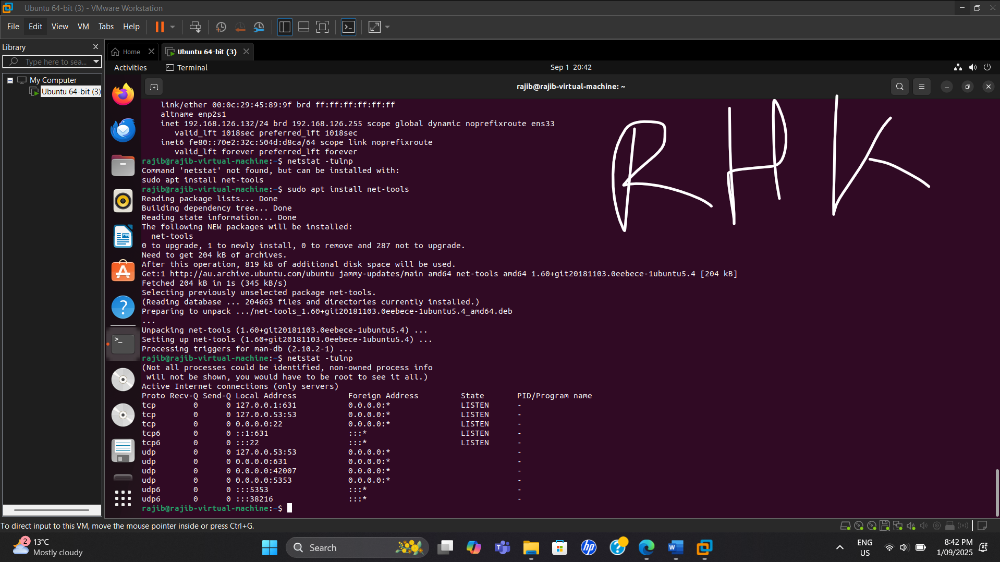 Ubuntu 64-bit (3) - VMware Workstation
File Edit View VM Tabs Help
Library
Type here to sea...
My Computer
Ubuntu 64-bit (3)
Home
Ubuntu 64-bit (3)
Activities
Terminal
Sep 1 20:42
rajib@rajib-virtual-machine: ~
RHK
link/ether 00:0c:29:45:89:9f brd ff:ff:ff:ff:ff:ff
altname enp2s1
inet 192.168.126.132/24 brd 192.168.126.255 scope global dynamic noprefixroute ens33
valid_lft 1018sec preferred_lft 1018sec
inet6 fe80::70e2:32c:504d:d8ca/64 scope link noprefixroute
valid_lft forever preferred_lft forever
rajib@rajib-virtual-machine:~$ netstat -tulnp
Command 'netstat' not found, but can be installed with:
sudo apt install net-tools
rajib@rajib-virtual-machine:~$ sudo apt install net-tools
Reading package lists... Done
Building dependency tree... Done
Reading state information... Done
The following NEW packages will be installed:
net-tools
0 to upgrade, 1 to newly install, 0 to remove and 287 not to upgrade.
Need to get 204 kB of archives.
After this operation, 819 kB of additional disk space will be used.
Get:1 http://au.archive.ubuntu.com/ubuntu jammy-updates/main amd64 net-tools amd64 1.60+git20181103.0eebece-1ubuntu5.4 [204 kB]
Fetched 204 kB in 1s (345 kB/s)
Selecting previously unselected package net-tools.
(Reading database ... 204663 files and directories currently installed.)
Preparing to unpack .../net-tools_1.60+git20181103.0eebece-1ubuntu5.4_amd64.deb
...
Unpacking net-tools (1.60+git20181103.0eebece-1ubuntu5.4) ...
Setting up net-tools (1.60+git20181103.0eebece-1ubuntu5.4) ...
Processing triggers for man-db (2.10.2-1) ...
rajib@rajib-virtual-machine:~$ netstat -tulnp
(Not all processes could be identified, non-owned process info
will not be shown, you would have to be root to see it all.)
Active Internet connections (only servers)
Proto Recv-Q Send-Q Local Address Foreign Address State PID/Program name
tcp 0 0 127.0.0.1:631 0.0.0.0:* LISTEN -
tcp 0 0 127.0.0.53:53 0.0.0.0:* LISTEN -
tcp 0 0 0.0.0.0:22 0.0.0.0:* LISTEN -
tcp6 0 0 ::1:631 :::* LISTEN -
tcp6 0 0 :::22 :::* LISTEN -
udp 0 0 127.0.0.53:53 0.0.0.0:* -
udp 0 0 0.0.0.0:631 0.0.0.0:* -
udp 0 0 0.0.0.0:42007 0.0.0.0:* -
udp 0 0 0.0.0.0:5353 0.0.0.0:* -
udp6 0 0 :::5353 :::* -
udp6 0 0 :::38216 :::* -
rajib@rajib-virtual-machine:~$
To direct input to this VM, move the mouse pointer inside or press Ctrl+G.
2
13°C
Mostly cloudy
Search
ENG
US
8:42 PM
1/09/2025